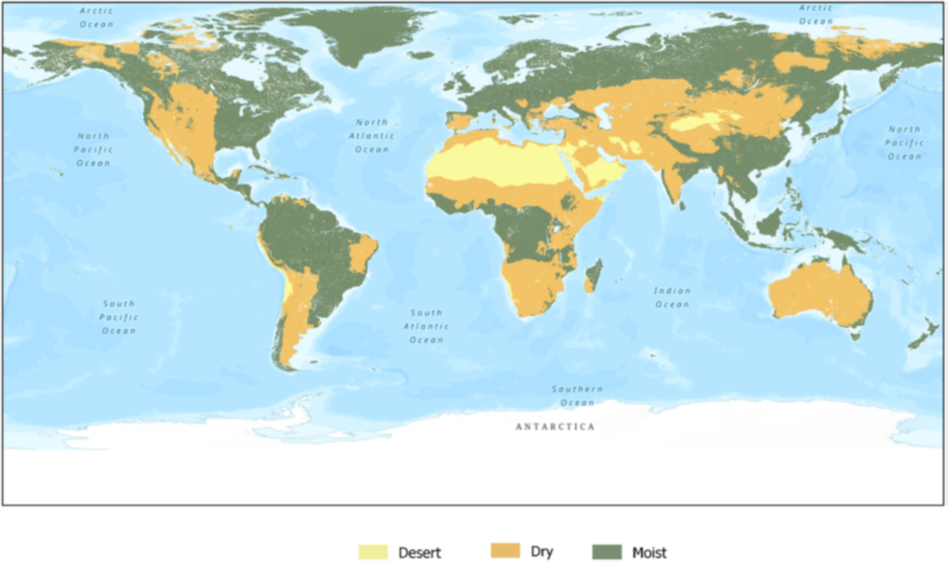 Arctic
Ocean
Arctic
Ocean
North
Pacific
Ocean
North
Atlantic
Ocean
North
Pacific
Ocean
South
Pacific
Ocean
South
Atlantic
Ocean
Indian
Ocean
Southern
Ocean
ANTARCTICA
Desert
Dry
Moist